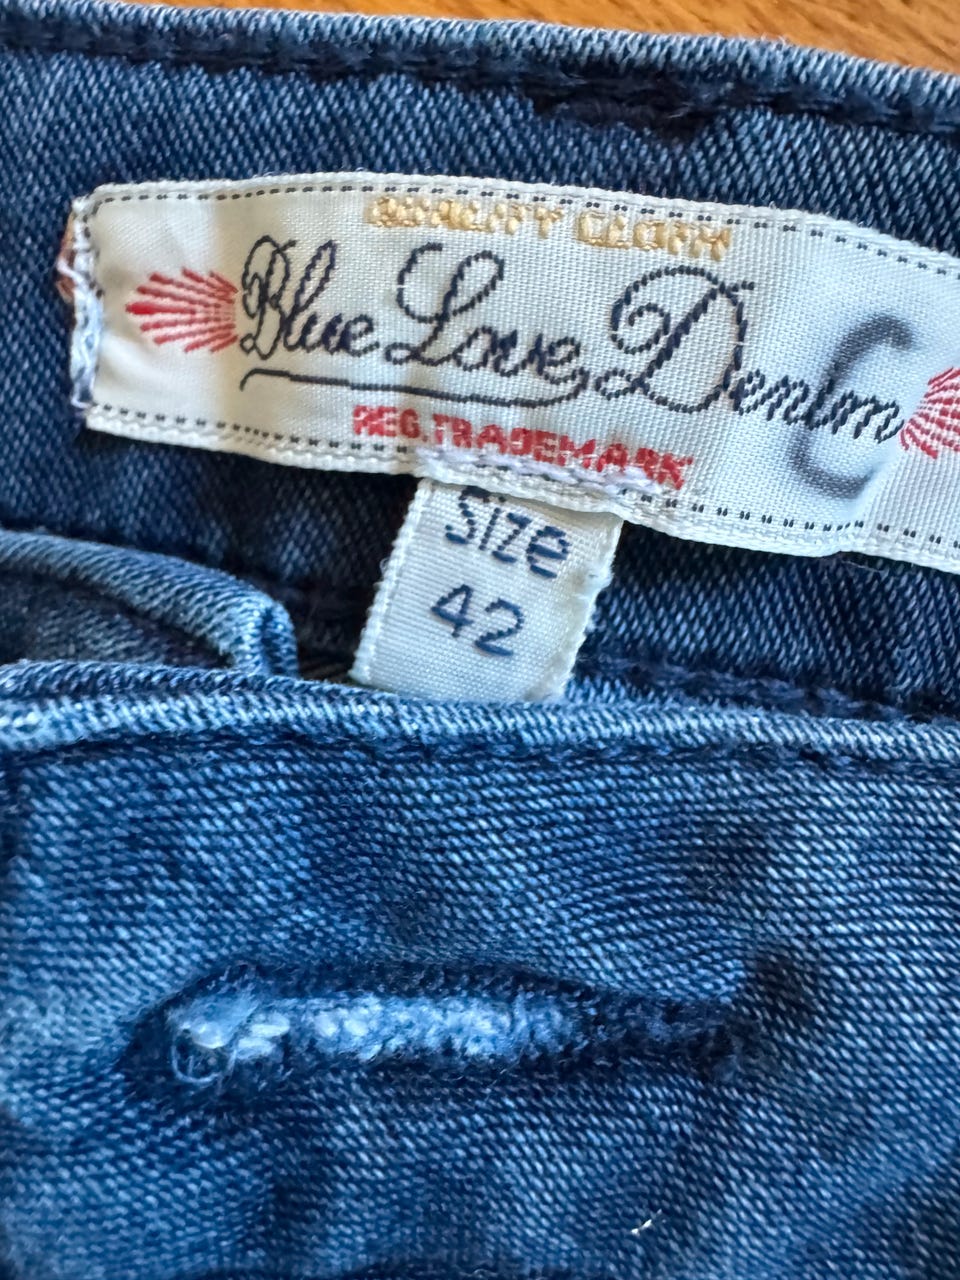 QUALITY CLOTH
Blue Love Denim
REG. TRADEMARK
Size
42